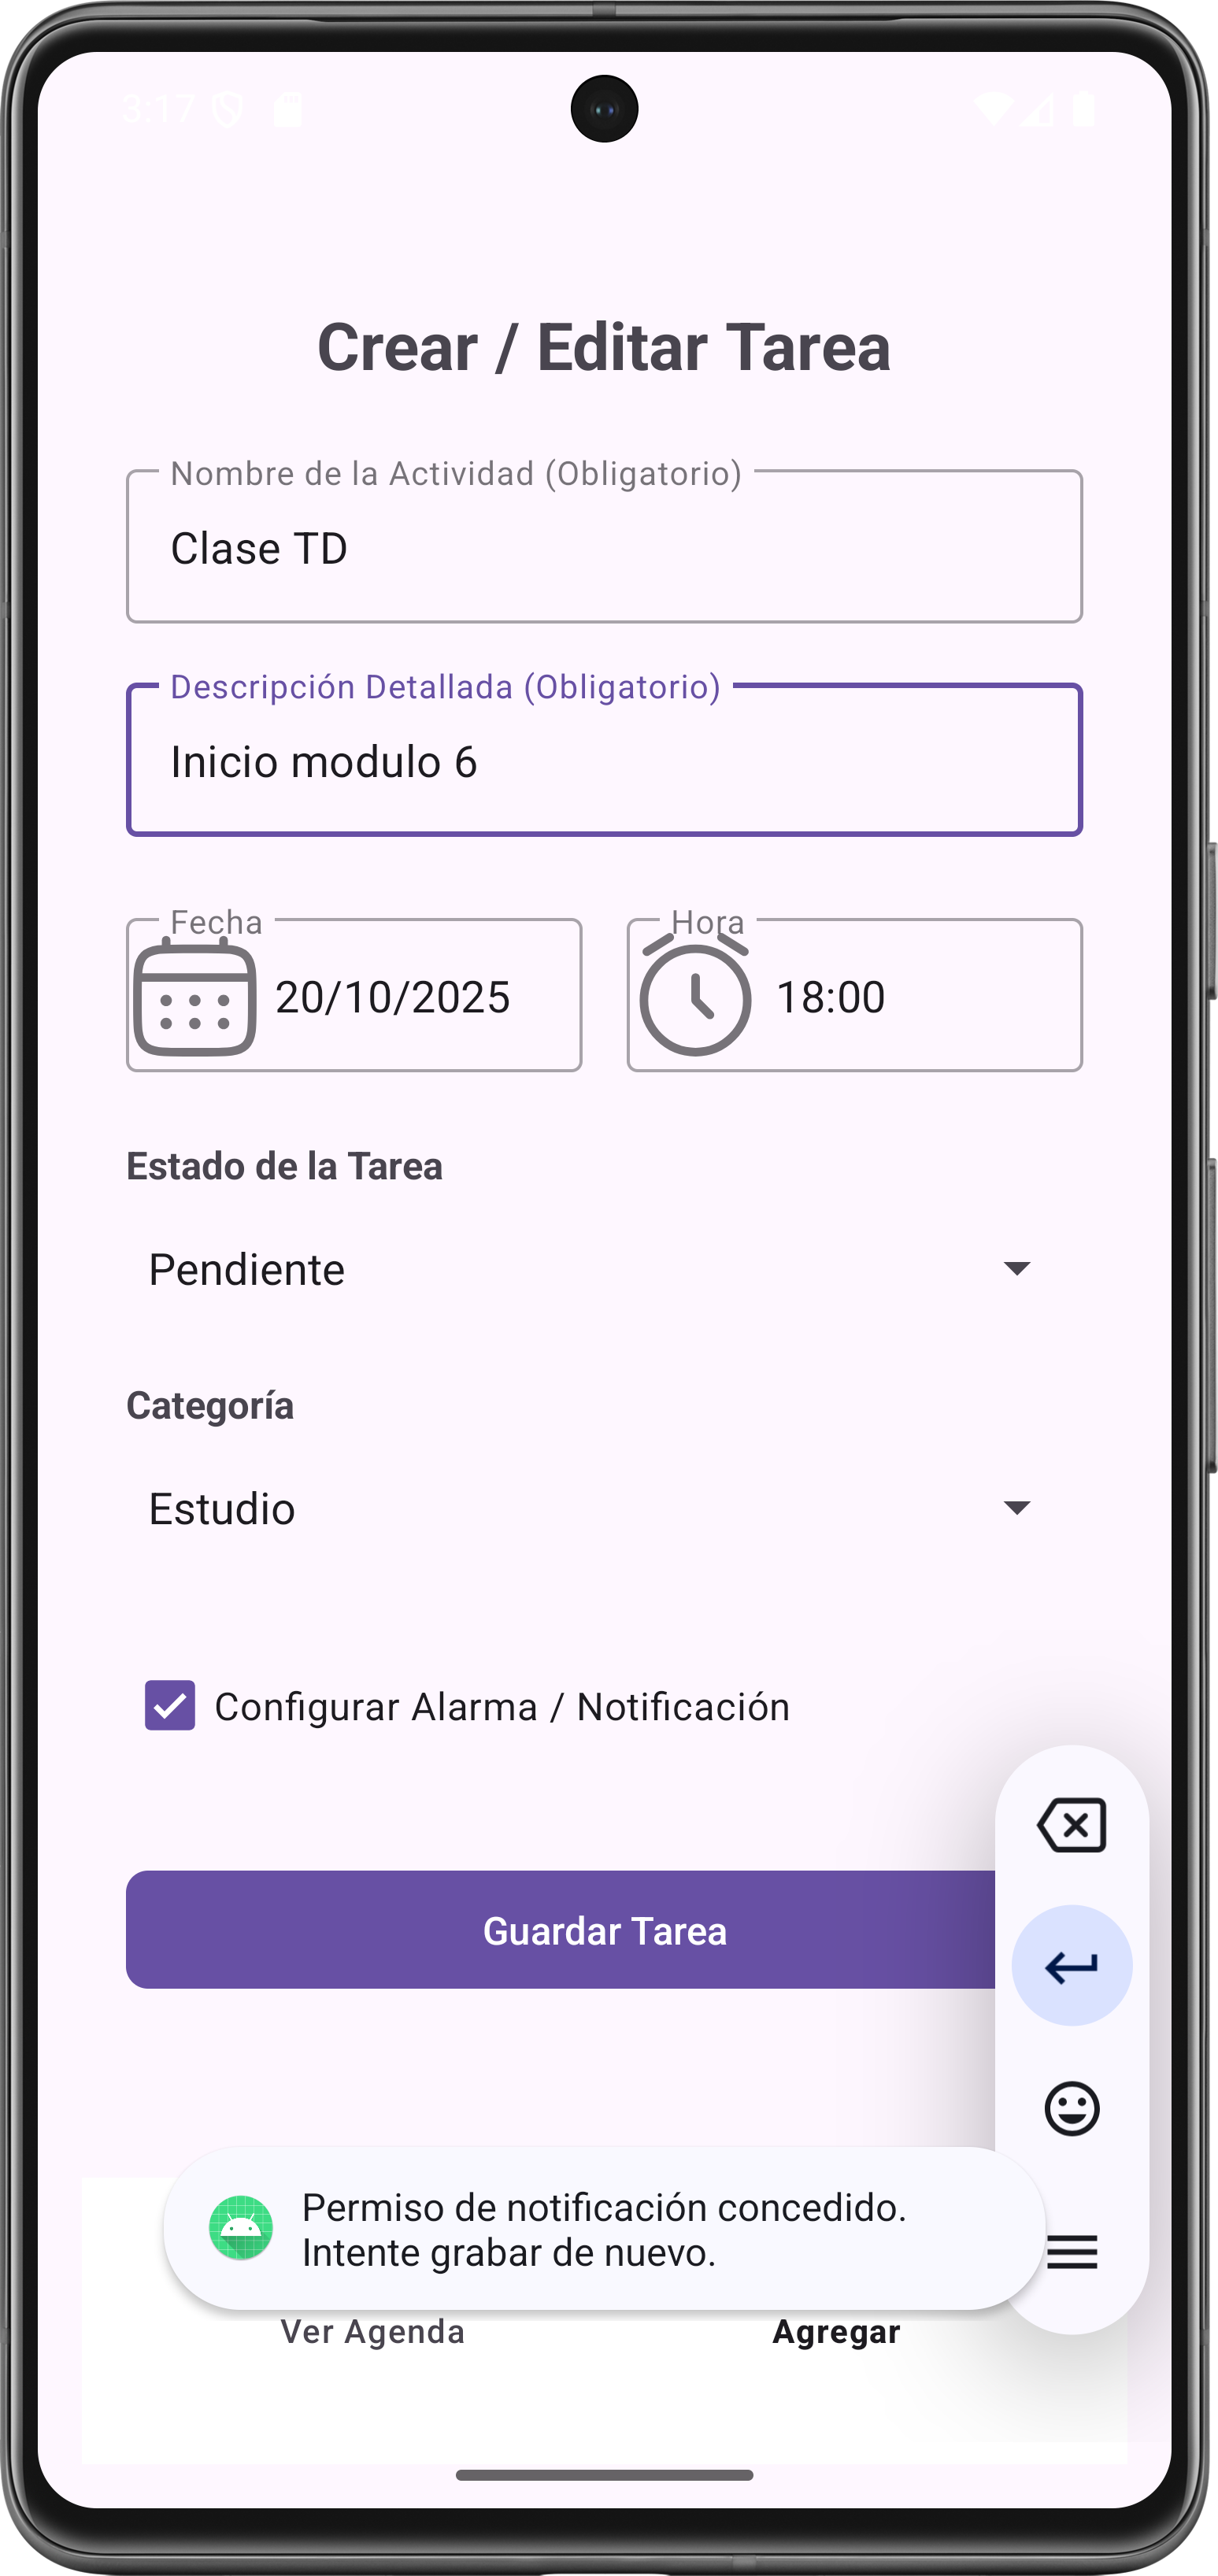 3:17
Crear / Editar Tarea
Nombre de la Actividad (Obligatorio)
Clase TD
Descripción Detallada (Obligatorio)
Inicio modulo 6
Fecha
Hora
20/10/2025
18:00
Estado de la Tarea
Pendiente
Categoría
Estudio
Configurar Alarma / Notificación
Guardar Tarea
Permiso de notificación concedido.
Intente grabar de nuevo.
Ver Agenda
Agregar